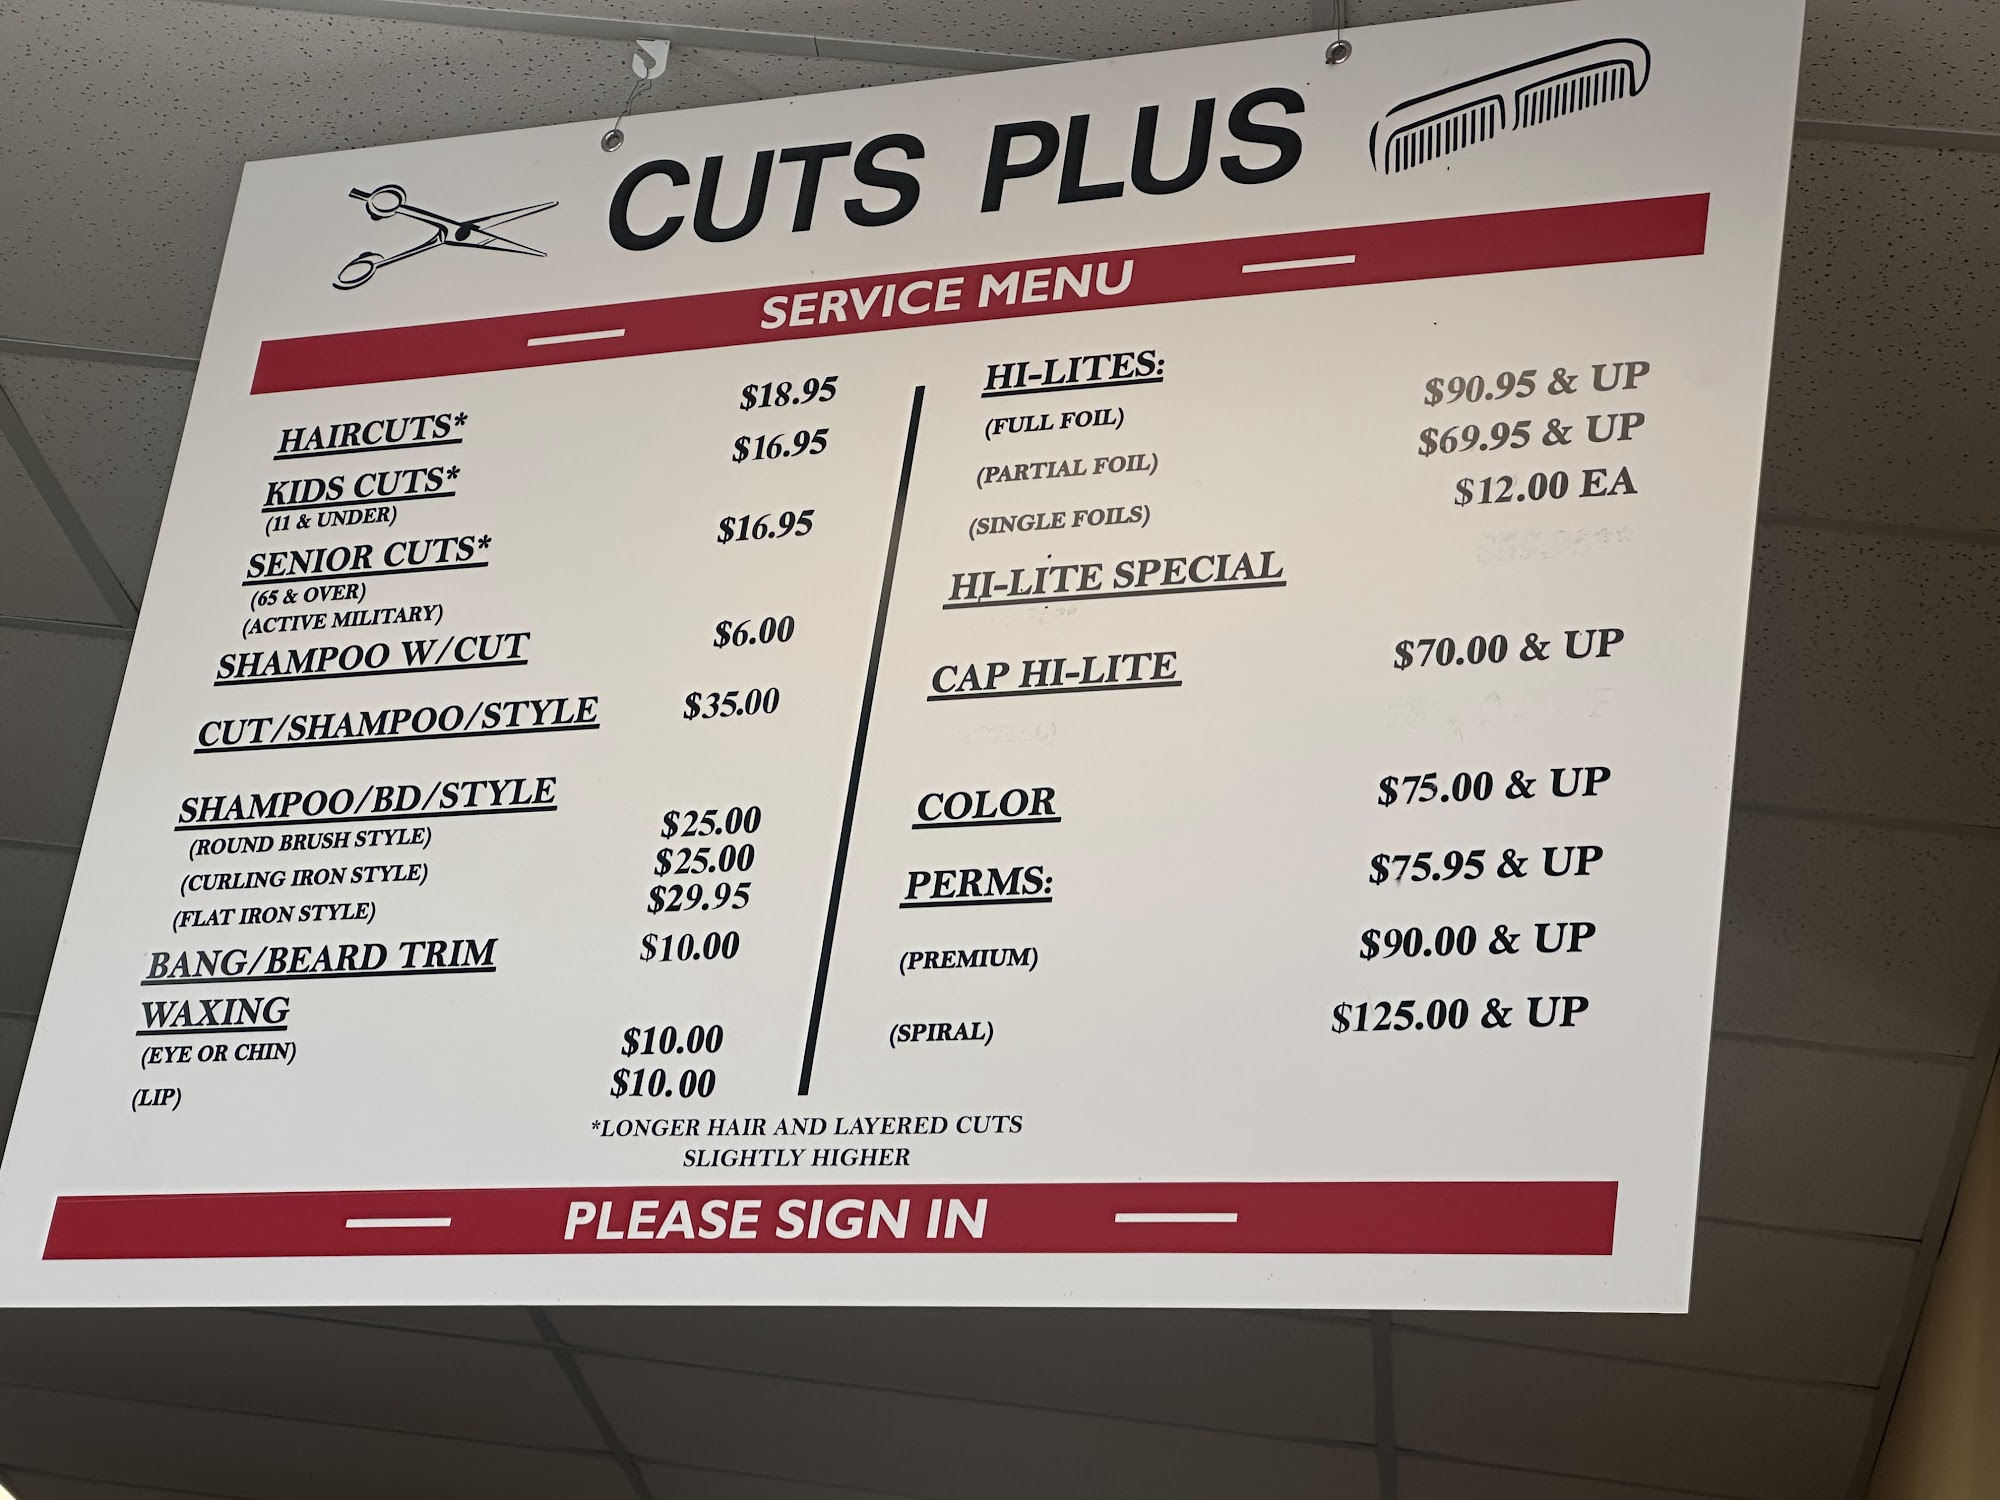 CUTS PLUS
SERVICE MENU
HAIRCUTS* $18.95
KIDS CUTS* $16.95
(11 & UNDER)
SENIOR CUTS* $16.95
(65 & OVER)
(ACTIVE MILITARY)
SHAMPOO W/CUT $6.00
CUT/SHAMPOO/STYLE $35.00
SHAMPOO/BD/STYLE
(ROUND BRUSH STYLE) $25.00
(CURLING IRON STYLE) $25.00
(FLAT IRON STYLE) $29.95
BANG/BEARD TRIM $10.00
WAXING
(EYE OR CHIN) $10.00
(LIP) $10.00
HI-LITES:
(FULL FOIL) $90.95 & UP
(PARTIAL FOIL) $69.95 & UP
(SINGLE FOILS) $12.00 EA
HI-LITE SPECIAL
CAP HI-LITE $70.00 & UP
COLOR $75.00 & UP
PERMS: $75.95 & UP
(PREMIUM) $90.00 & UP
(SPIRAL) $125.00 & UP
*LONGER HAIR AND LAYERED CUTS
SLIGHTLY HIGHER
PLEASE SIGN IN